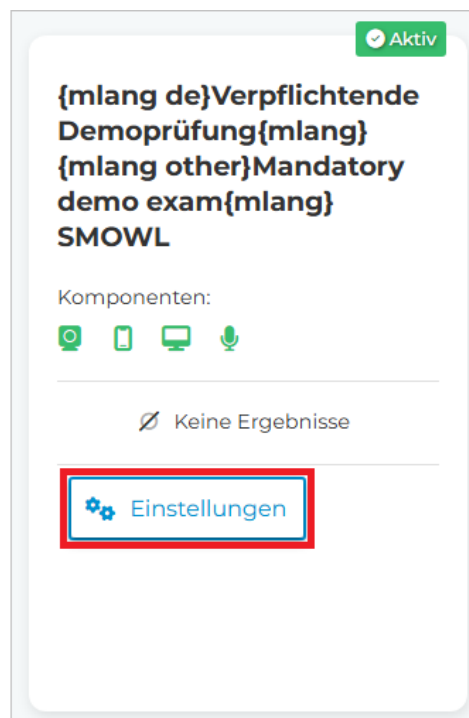 Aktiv
{mlang de}Verpflichtende
Demoprüfung{mlang}
{mlang other}Mandatory
demo exam{mlang}
SMOWL
Komponenten:
Keine Ergebnisse
Einstellungen